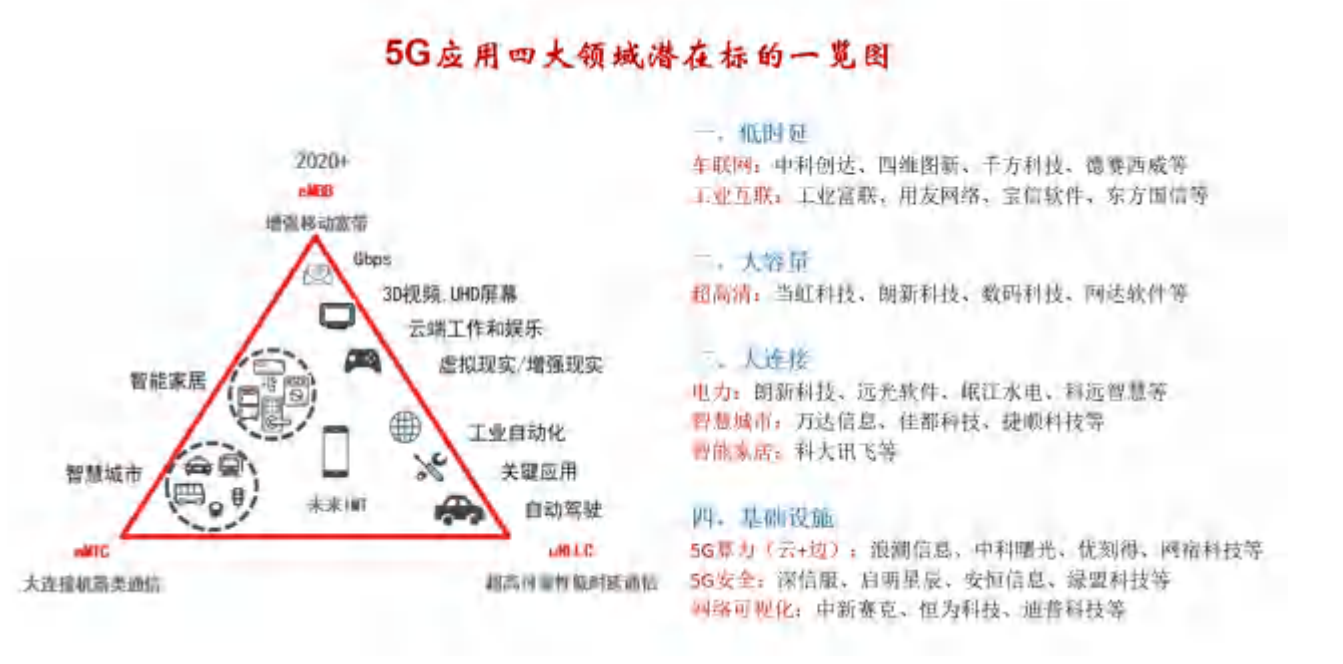 5G应用四大领域潜在标的一览图
2020+
eMBB
增强移动宽带
Gbps
3D视频.UHD屏幕
云端工作和娱乐
虚拟现实/增强现实
智能家居
工业自动化
智慧城市
关键应用
未来IMT
自动驾驶
mMTC
uRLLC
大连接机器类通信
超高可靠性低时延通信
一、低时延
车联网：中科创达、四维图新、千方科技、德赛西威等
工业互联：工业富联、用友网络、宝信软件、东方国信等
二、大容量
超高清：当虹科技、朗新科技、数码科技、网达软件等
三、大连接
电力：朗新科技、远光软件、岷江水电、科远智慧等
智慧城市：万达信息、佳都科技、捷顺科技等
智能家居：科大讯飞等
四、基础设施
5G算力（云+边）：浪潮信息、中科曙光、优刻得、网宿科技等
5G安全：深信服、启明星辰、安恒信息、绿盟科技等
网络可视化：中新赛克、恒为科技、迪普科技等